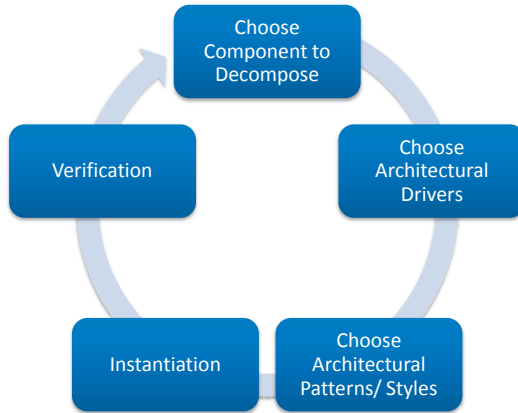 Choose
Component to
Decompose
Choose
Architectural
Drivers
Choose
Architectural
Patterns/ Styles
Instantiation
Verification